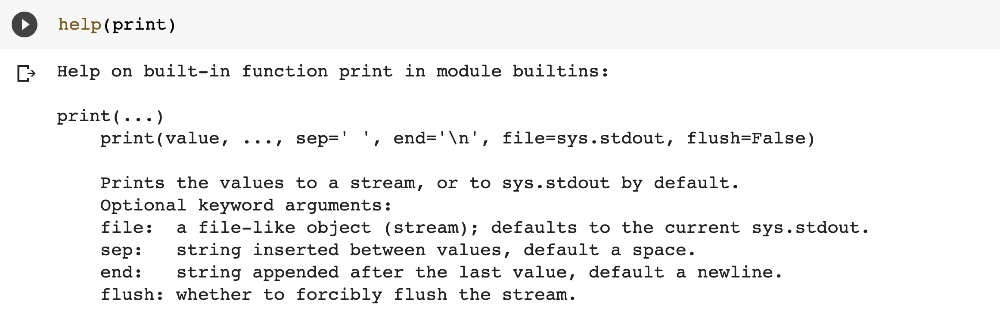 help(print)
Help on built-in function print in module builtins:
print(...)
    print(value, ..., sep=' ', end='\n', file=sys.stdout, flush=False)
    Prints the values to a stream, or to sys.stdout by default.
    Optional keyword arguments:
    file:  a file-like object (stream); defaults to the current sys.stdout.
    sep:   string inserted between values, default a space.
    end:   string appended after the last value, default a newline.
    flush: whether to forcibly flush the stream.